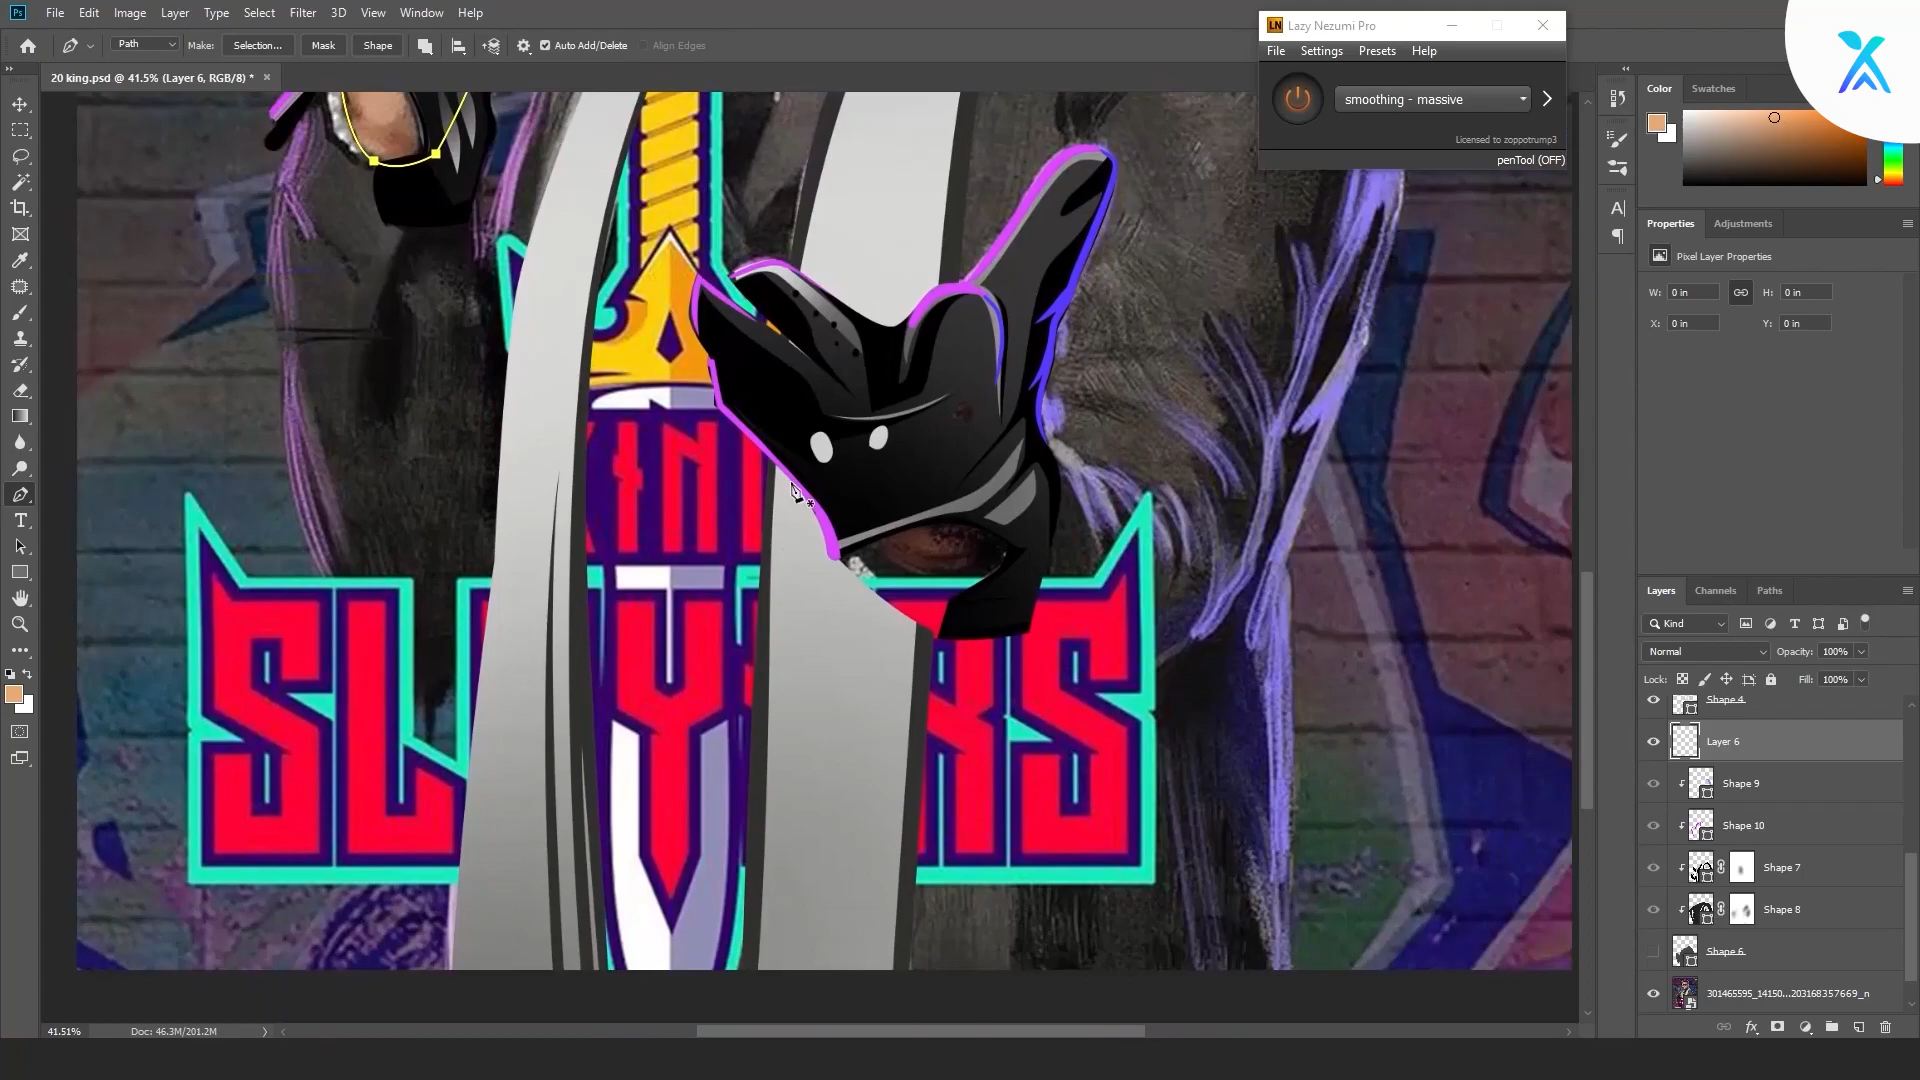 Ps File Edit Image Layer Type Select Filter 3D View Window Help
LN Lazy Nezumi Pro
File Settings Presets Help
Path Make: Selection... Mask Shape Auto Add/Delete Align Edges
20 king.psd @ 41.5% (Layer 6, RGB/8) *
smoothing - massive
Licensed to zoppotrump3
penTool (OFF)
Color Swatches
Properties Adjustments
Pixel Layer Properties
W: 0 in H: 0 in
X: 0 in Y: 0 in
SLAYERS
Layers Channels Paths
Kind
Normal Opacity: 100%
Lock: Fill: 100%
Shape 4
Layer 6
Shape 9
Shape 10
Shape 7
Shape 8
Shape 6
301465595_14150...203168357669_n
41.51% Doc: 46.3M/201.2M